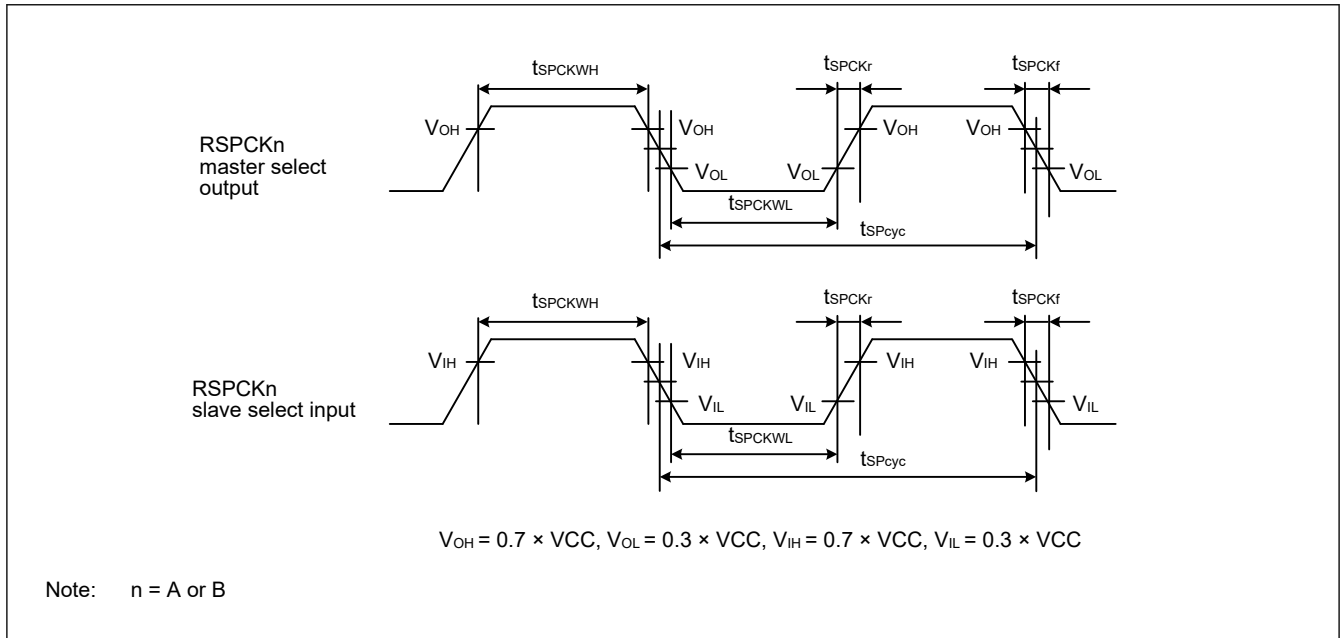 tSPCKWH
tSPCKr
tSPCKf
VOH
VOH
VOH
VOH
RSPCKn
master select
output
VOL
VOL
VOL
tSPCKWL
tSPcyc
tSPCKWH
tSPCKr
tSPCKf
VIH
VIH
VIH
VIH
RSPCKn
slave select input
VIL
VIL
VIL
tSPCKWL
tSPcyc
VOH = 0.7 × VCC, VOL = 0.3 × VCC, VIH = 0.7 × VCC, VIL = 0.3 × VCC
Note: n = A or B